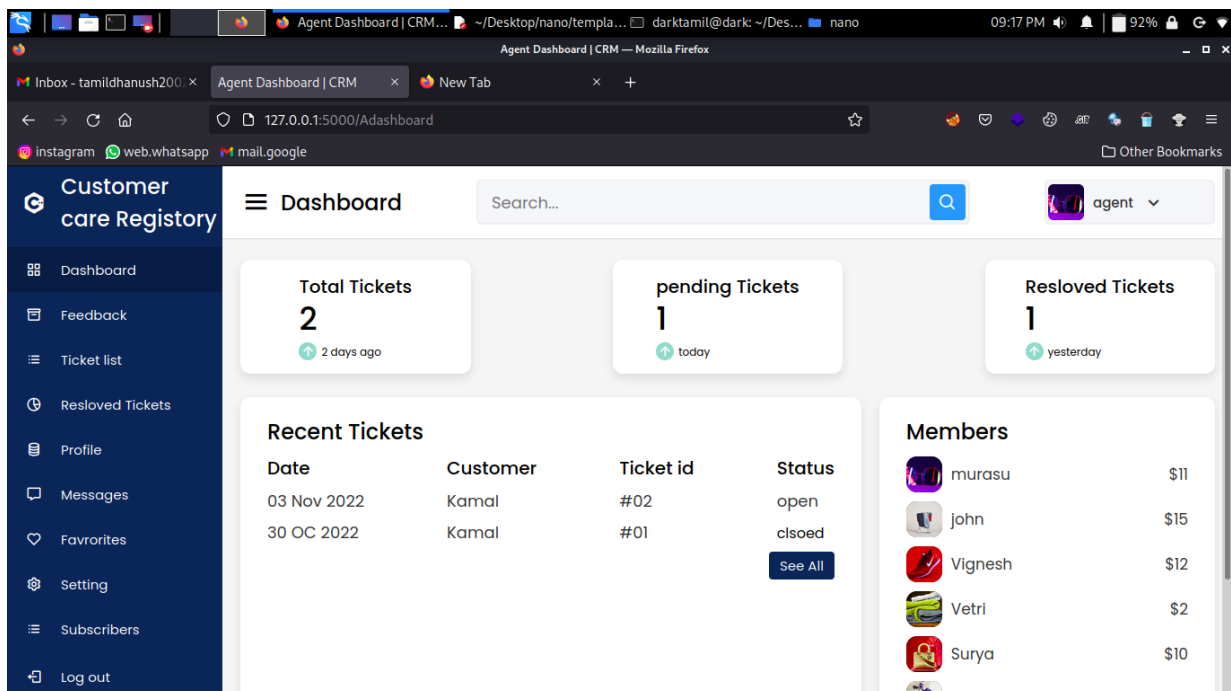 Agent Dashboard | CRM... ~/Desktop/nano/templa... darktamil@dark: ~/Des... nano 09:17 PM 92%
Agent Dashboard | CRM — Mozilla Firefox
Inbox - tamildhanush200 Agent Dashboard | CRM New Tab
127.0.0.1:5000/Adashboard
instagram web.whatsapp mail.google Other Bookmarks
Customer
care Registory
Dashboard
Search...
agent
Dashboard
Feedback
Ticket list
Resloved Tickets
Profile
Messages
Favrorites
Setting
Subscribers
Log out
Total Tickets
2
2 days ago
pending Tickets
1
today
Resloved Tickets
1
yesterday
Recent Tickets
Date Customer Ticket id Status
03 Nov 2022 Kamal #02 open
30 OC 2022 Kamal #01 clsoed
See All
Members
murasu $11
john $15
Vignesh $12
Vetri $2
Surya $10